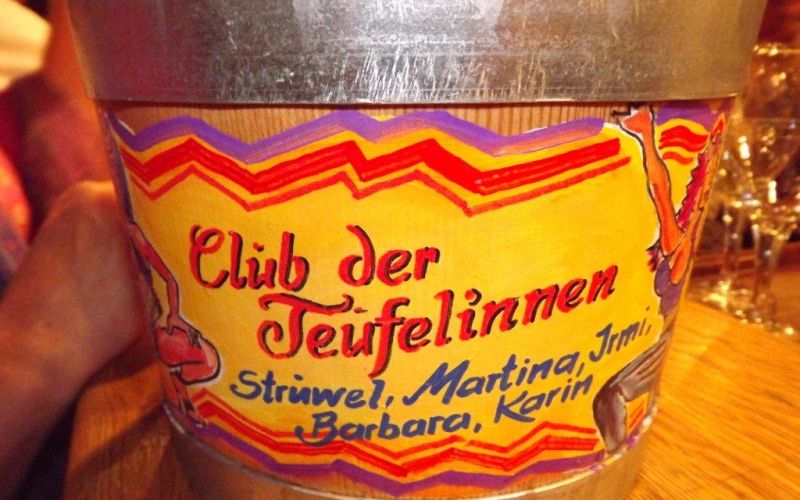 Club der
Teufelinnen
Strüwel, Martina, Irmi,
Barbara, Karin